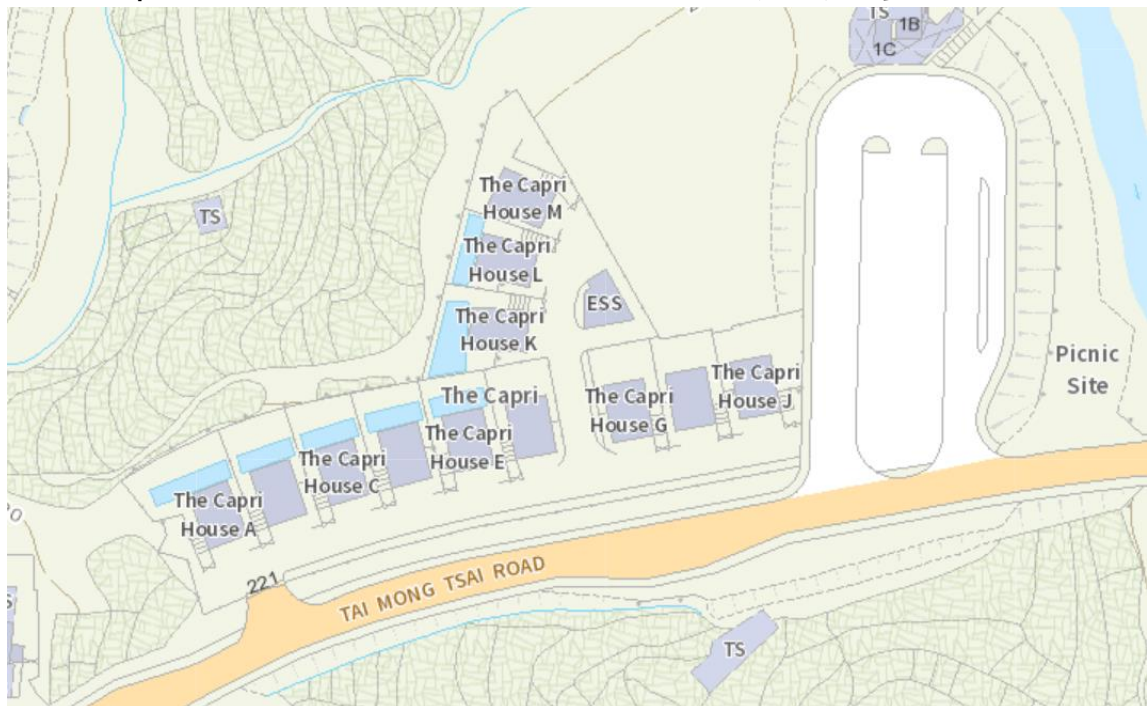 TS
1B
1C
The Capri
House M
TS
The Capri
House L
ESS
The Capri
House K
Picnic
Site
The Capri
House J
The Capri
The Capri
House G
The Capri
House E
The Capri
House C
The Capri
House A
221
TAI MONG TSAI ROAD
TS